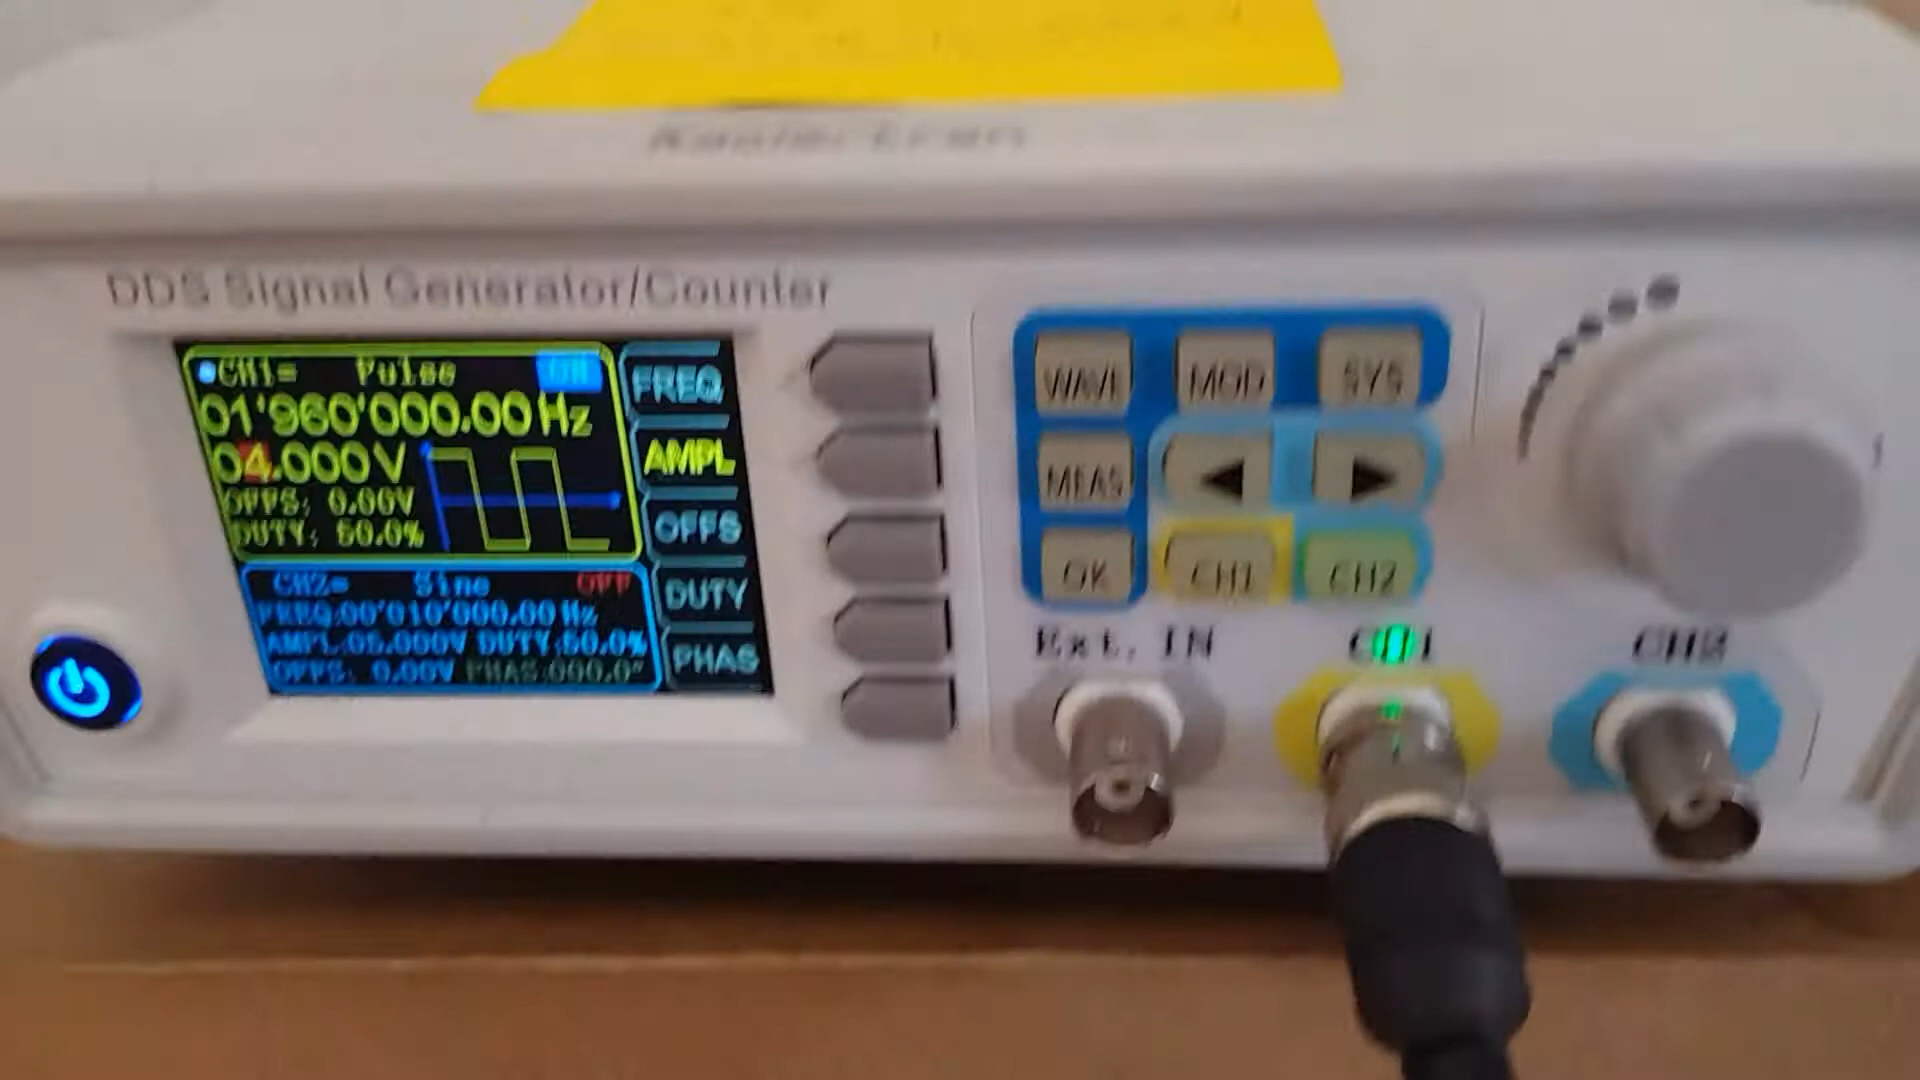 DDS Signal Generator/Counter
CH1= Pulse ON
01'960'000.00Hz
04.000V
OFFS: 0.00V
DUTY: 50.0%
CH2= Sine OFF
FREQ:00'010'000.00Hz
AMPL:05.000V DUTY:50.0%
OFFS: 0.00V PHAS:000.0°
FREQ
AMPL
OFFS
DUTY
PHAS
WAVE MOD SYS
MEAS
OK CH1 CH2
Ext. IN CH1 CH2